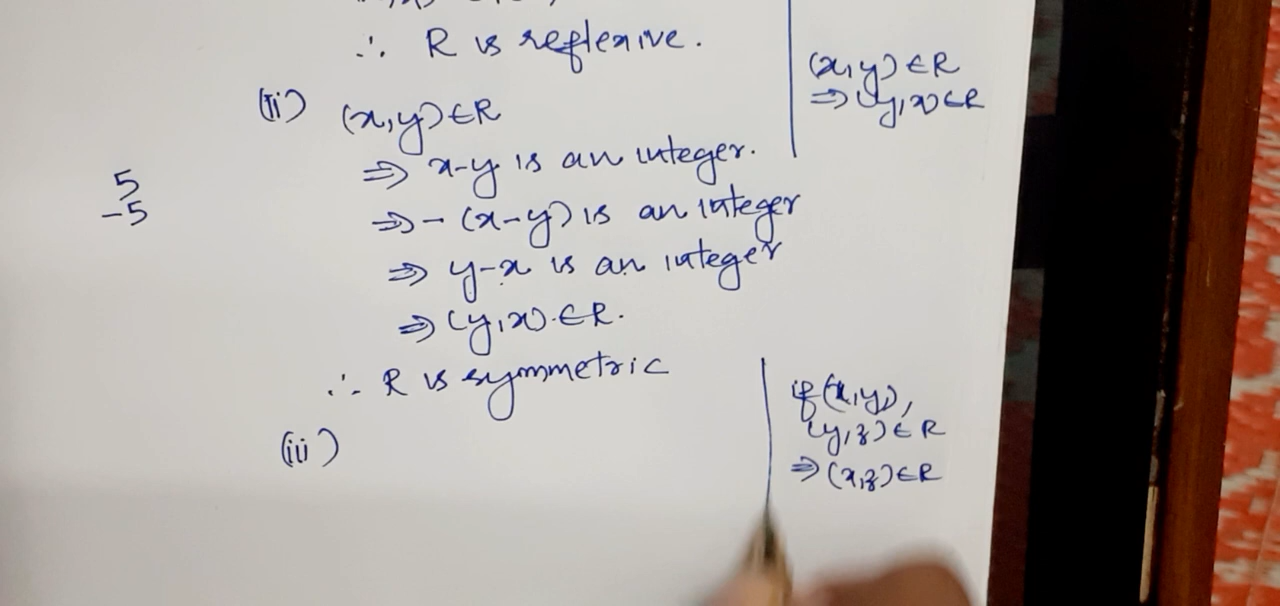 ∴ R is reflexive.
(x,y)∈R
⇒(y,x)∈R
(ii) (x,y)∈R
⇒ x-y is an integer.
5
-5
⇒ -(x-y) is an integer
⇒ y-x is an integer
⇒ (y,x)∈R.
∴ R is symmetric
if (x,y),
(y,z)∈R
⇒(x,z)∈R
(iii)